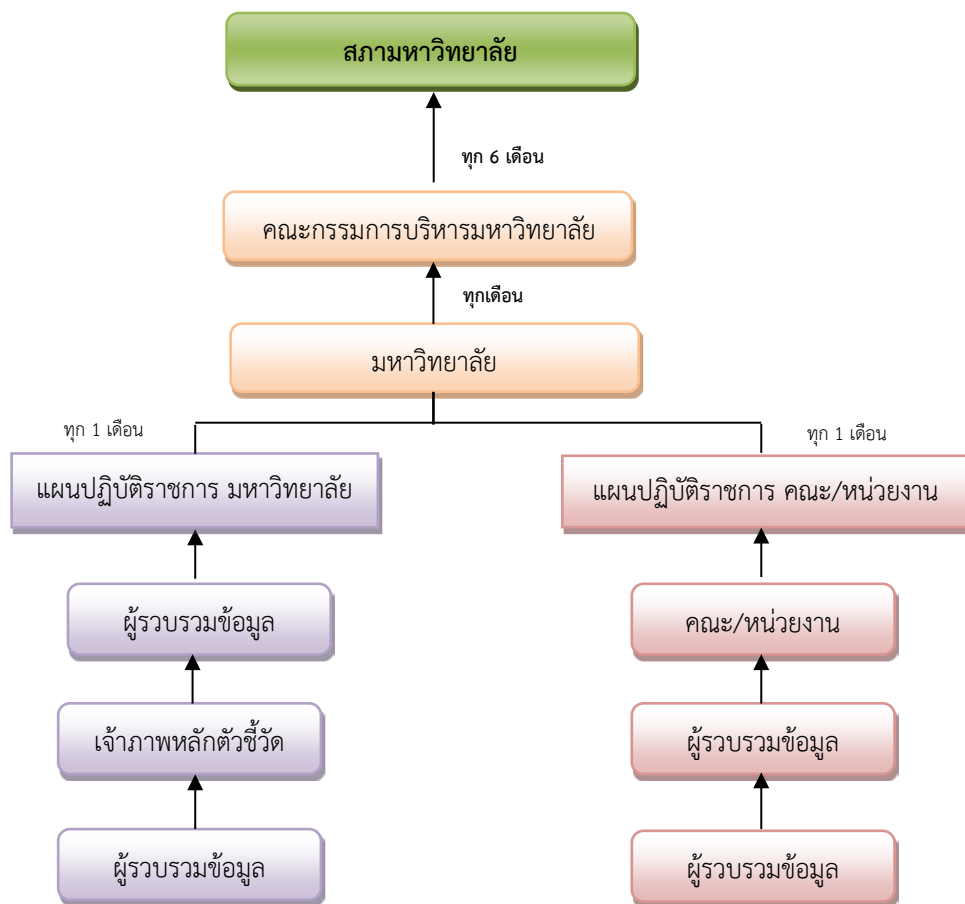 สภามหาวิทยาลัย
ทุก 6 เดือน
คณะกรรมการบริหารมหาวิทยาลัย
ทุกเดือน
มหาวิทยาลัย
ทุก 1 เดือน
ทุก 1 เดือน
แผนปฏิบัติราชการ มหาวิทยาลัย
แผนปฏิบัติราชการ คณะ/หน่วยงาน
ผู้รวบรวมข้อมูล
คณะ/หน่วยงาน
เจ้าภาพหลักตัวชี้วัด
ผู้รวบรวมข้อมูล
ผู้รวบรวมข้อมูล
ผู้รวบรวมข้อมูล